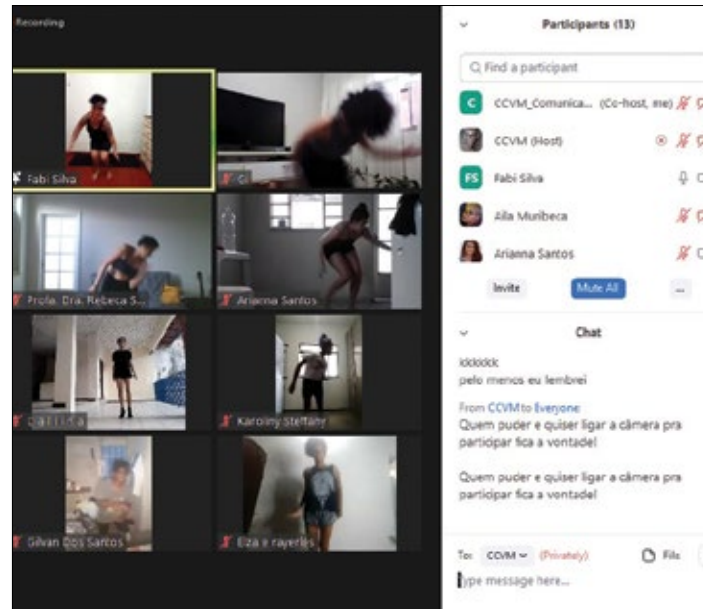 Recording
Fabi Silva
Gi
Profa. Dra. Rebeca S...
Arianna Santos
Karoliny Steffany
Gilvan Dos Santos
Elza e rayerles
Participants (13)
Find a participant
C CCVM_Comunica... (Co-host, me)
CCVM (Host)
FS Fabi Silva
Aila Muribeca
Arianna Santos
Invite Mute All ...
Chat
kkkkkk
pelo menos eu lembrei
From CCVM to Everyone
Quem puder e quiser ligar a câmera pra
participar fica a vontade!
Quem puder e quiser ligar a câmera pra
participar fica a vontade!
To: CCVM (Privately) File
Type message here...